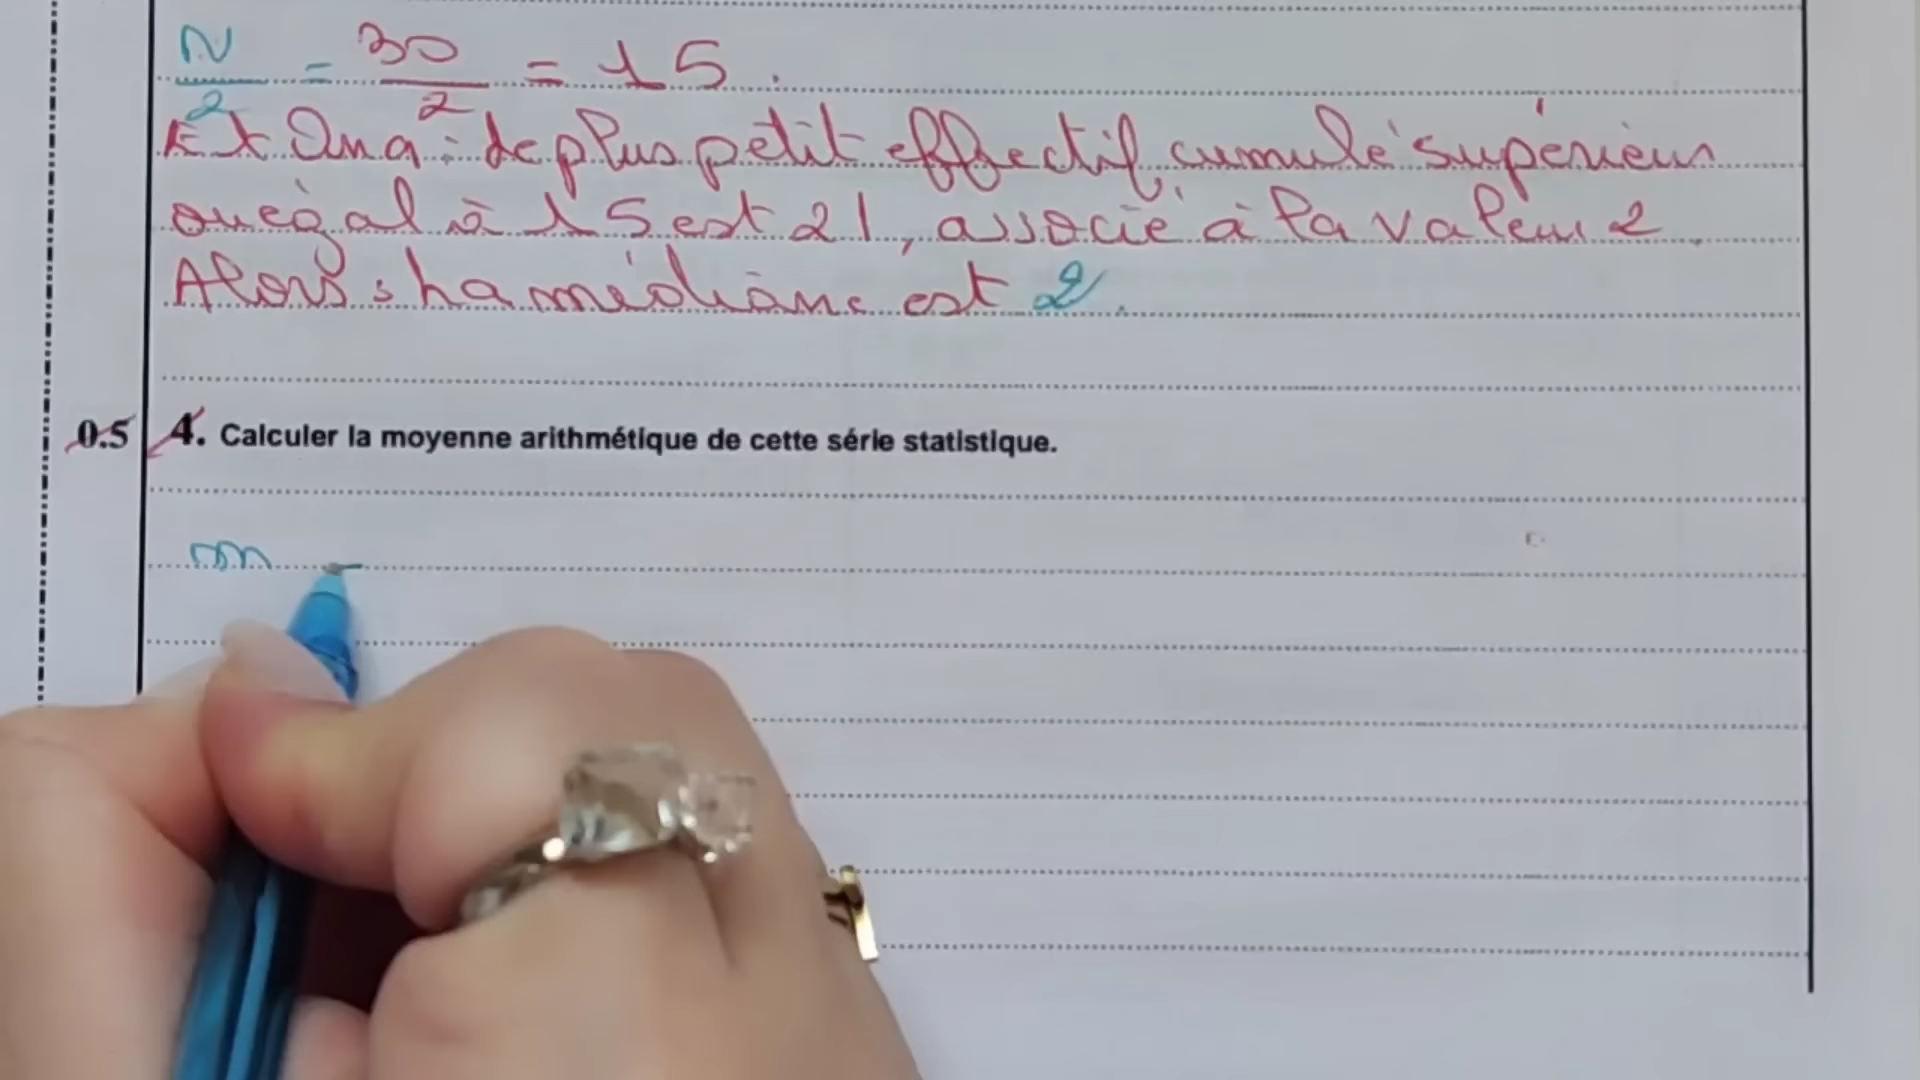 N/2 = 30/2 = 15.
Et On a : le plus petit effectif cumulé supérieur
ou égal à 15 est 21, associé à la valeur 2.
Alors : la médiane est 2.
0.5 4. Calculer la moyenne arithmétique de cette série statistique.
m